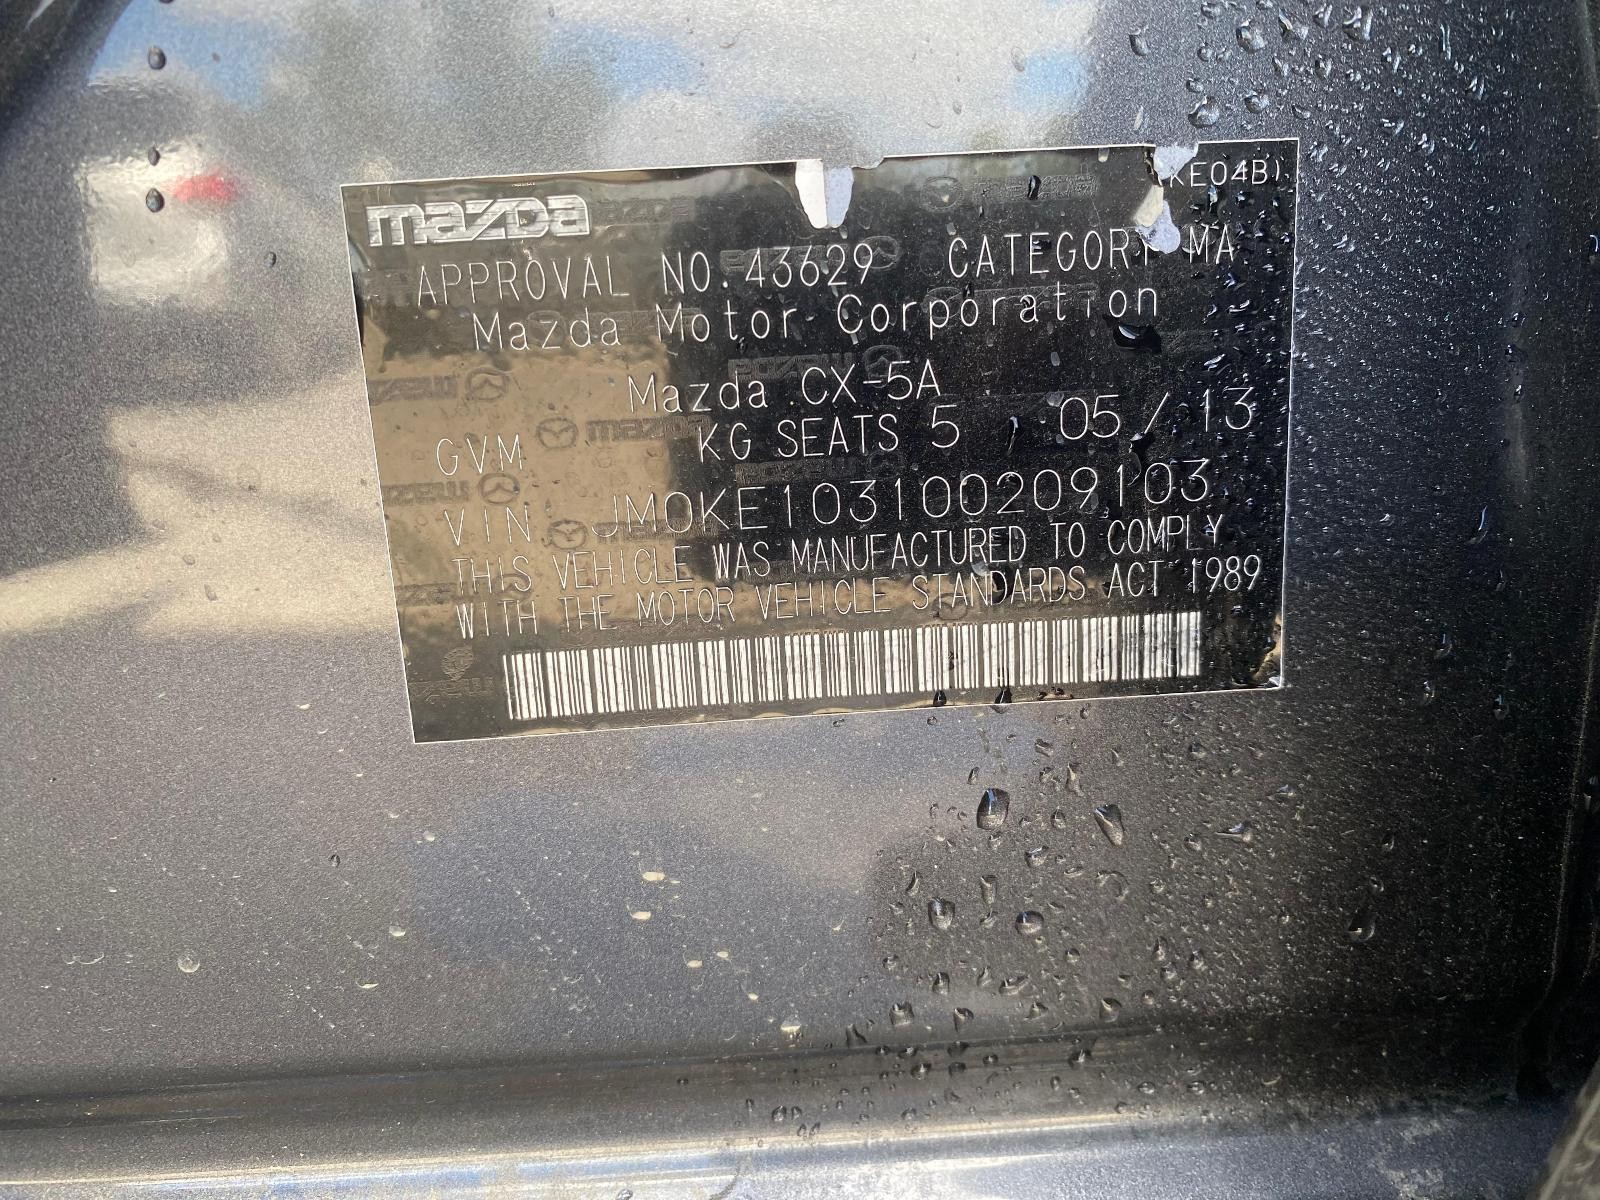 mazda
KE04B)
APPROVAL NO. 43629 CATEGORY MA
Mazda Motor Corporation
Mazda CX-5A
GVM KG SEATS 5 , 05/13
VIN JM0KE103100209103
THIS VEHICLE WAS MANUFACTURED TO COMPLY
WITH THE MOTOR VEHICLE STANDARDS ACT 1989